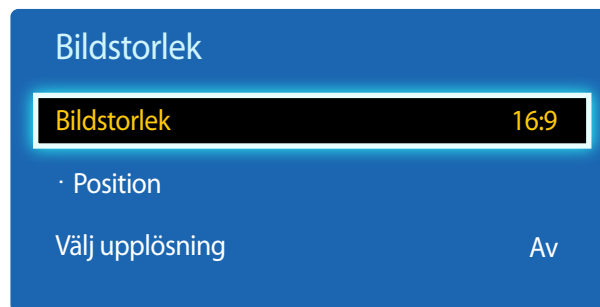 Bildstorlek
Bildstorlek 16:9
· Position
Välj upplösning Av